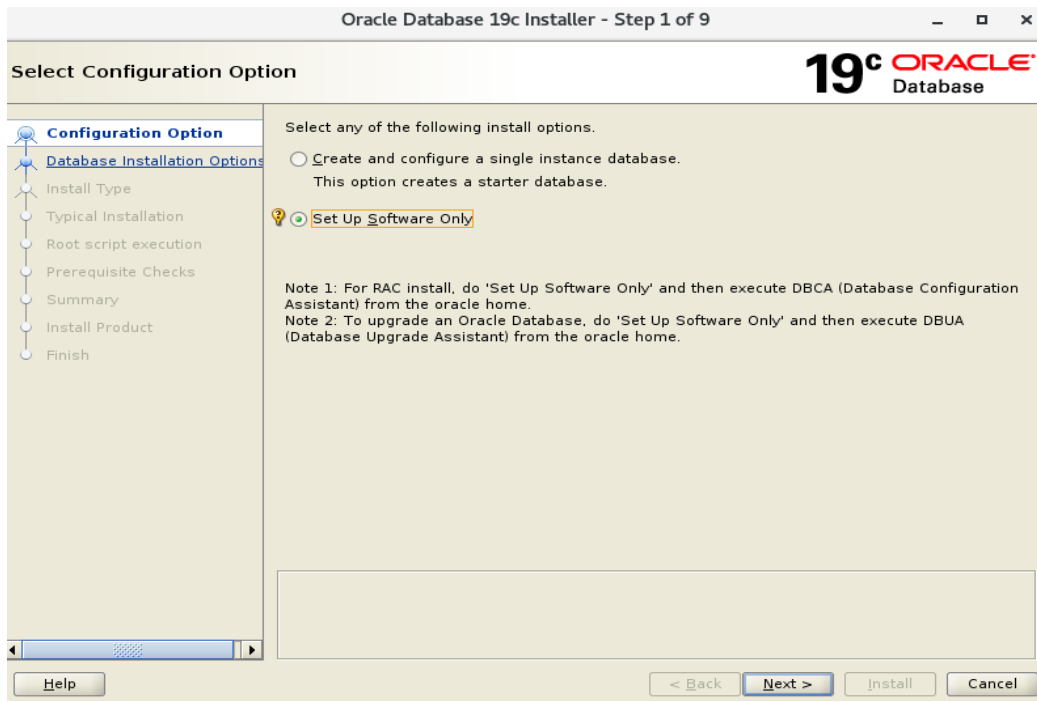 Oracle Database 19c Installer - Step 1 of 9
Select Configuration Option
19c ORACLE
Database
Configuration Option
Database Installation Options
Install Type
Typical Installation
Root script execution
Prerequisite Checks
Summary
Install Product
Finish
Select any of the following install options.
Create and configure a single instance database.
This option creates a starter database.
Set Up Software Only
Note 1: For RAC install, do 'Set Up Software Only' and then execute DBCA (Database Configuration
Assistant) from the oracle home.
Note 2: To upgrade an Oracle Database, do 'Set Up Software Only' and then execute DBUA
(Database Upgrade Assistant) from the oracle home.
Help
< Back
Next >
Install
Cancel